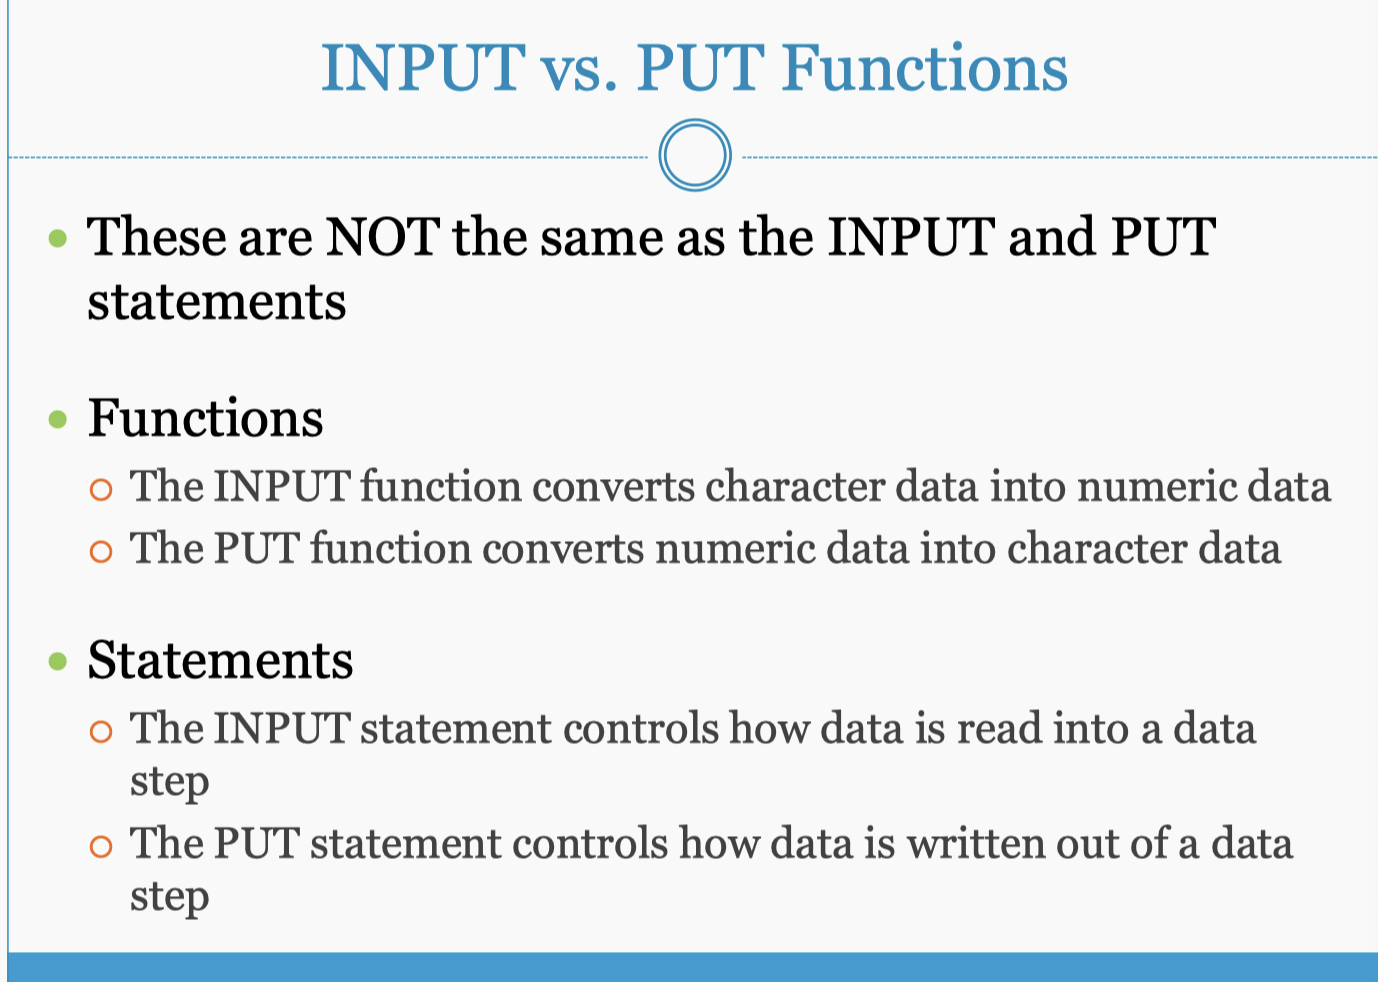 INPUT vs. PUT Functions
These are NOT the same as the INPUT and PUT
statements
Functions
The INPUT function converts character data into numeric data
The PUT function converts numeric data into character data
Statements
The INPUT statement controls how data is read into a data
step
The PUT statement controls how data is written out of a data
step